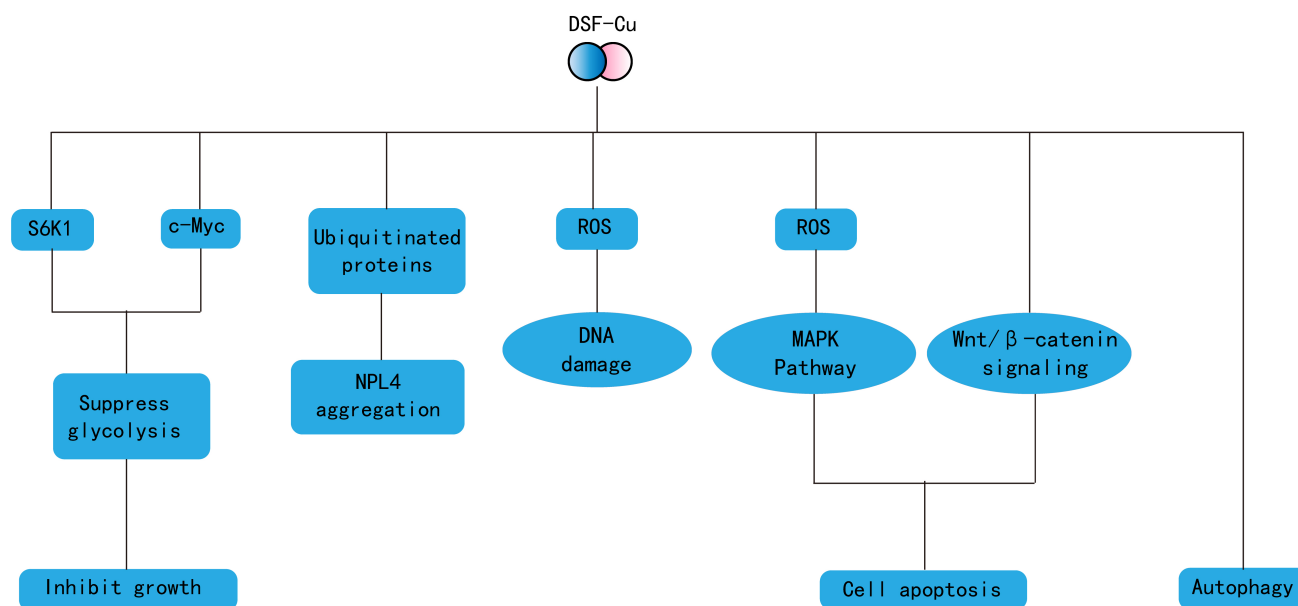 DSF-Cu
S6K1
c-Myc
Ubiquitinated
proteins
ROS
ROS
DNA
damage
MAPK
Pathway
Wnt/β-catenin
signaling
NPL4
aggregation
Suppress
glycolysis
Inhibit growth
Cell apoptosis
Autophagy